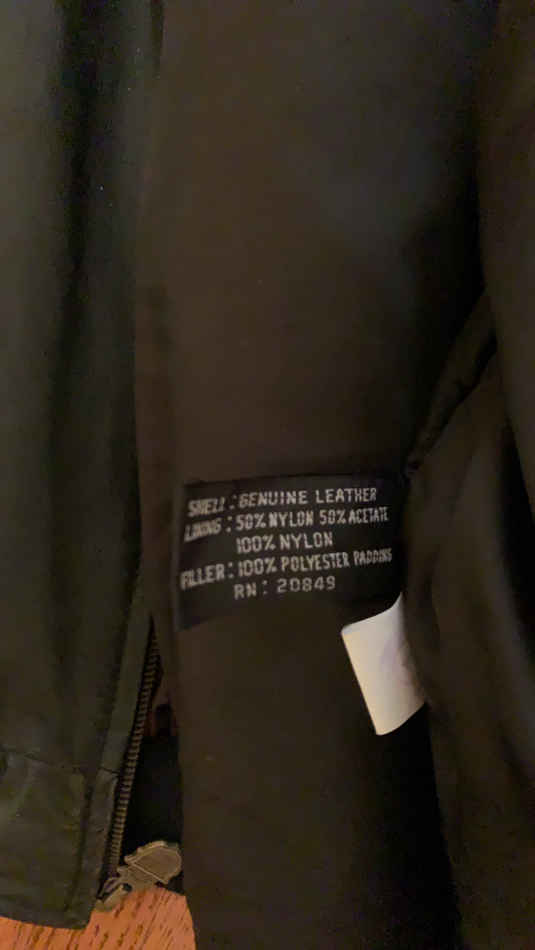 SHELL : GENUINE LEATHER
LINING : 50% NYLON 50% ACETATE
100% NYLON
FILLER : 100% POLYESTER PADDING
RN : 20849